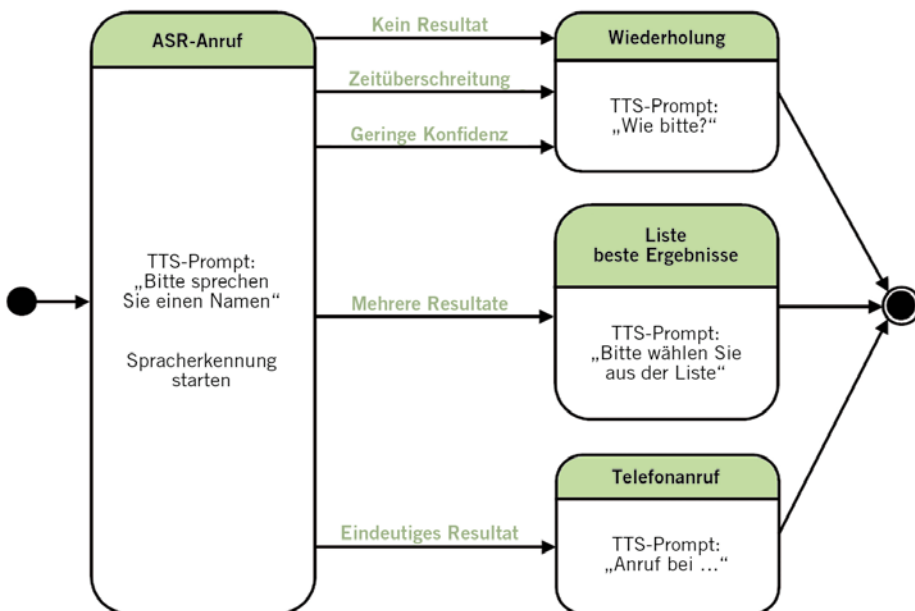 ASR-Anruf
TTS-Prompt:
„Bitte sprechen
Sie einen Namen“
Spracherkennung
starten
Kein Resultat
Zeitüberschreitung
Geringe Konfidenz
Mehrere Resultate
Eindeutiges Resultat
Wiederholung
TTS-Prompt:
„Wie bitte?“
Liste
beste Ergebnisse
TTS-Prompt:
„Bitte wählen Sie
aus der Liste“
Telefonanruf
TTS-Prompt:
„Anruf bei ...“